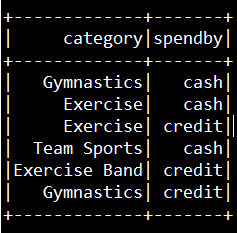 +-------------+-------+
|     category|spendby|
+-------------+-------+
|   Gymnastics|   cash|
|     Exercise|   cash|
|     Exercise| credit|
|  Team Sports|   cash|
|Exercise Band| credit|
|   Gymnastics| credit|
+-------------+-------+